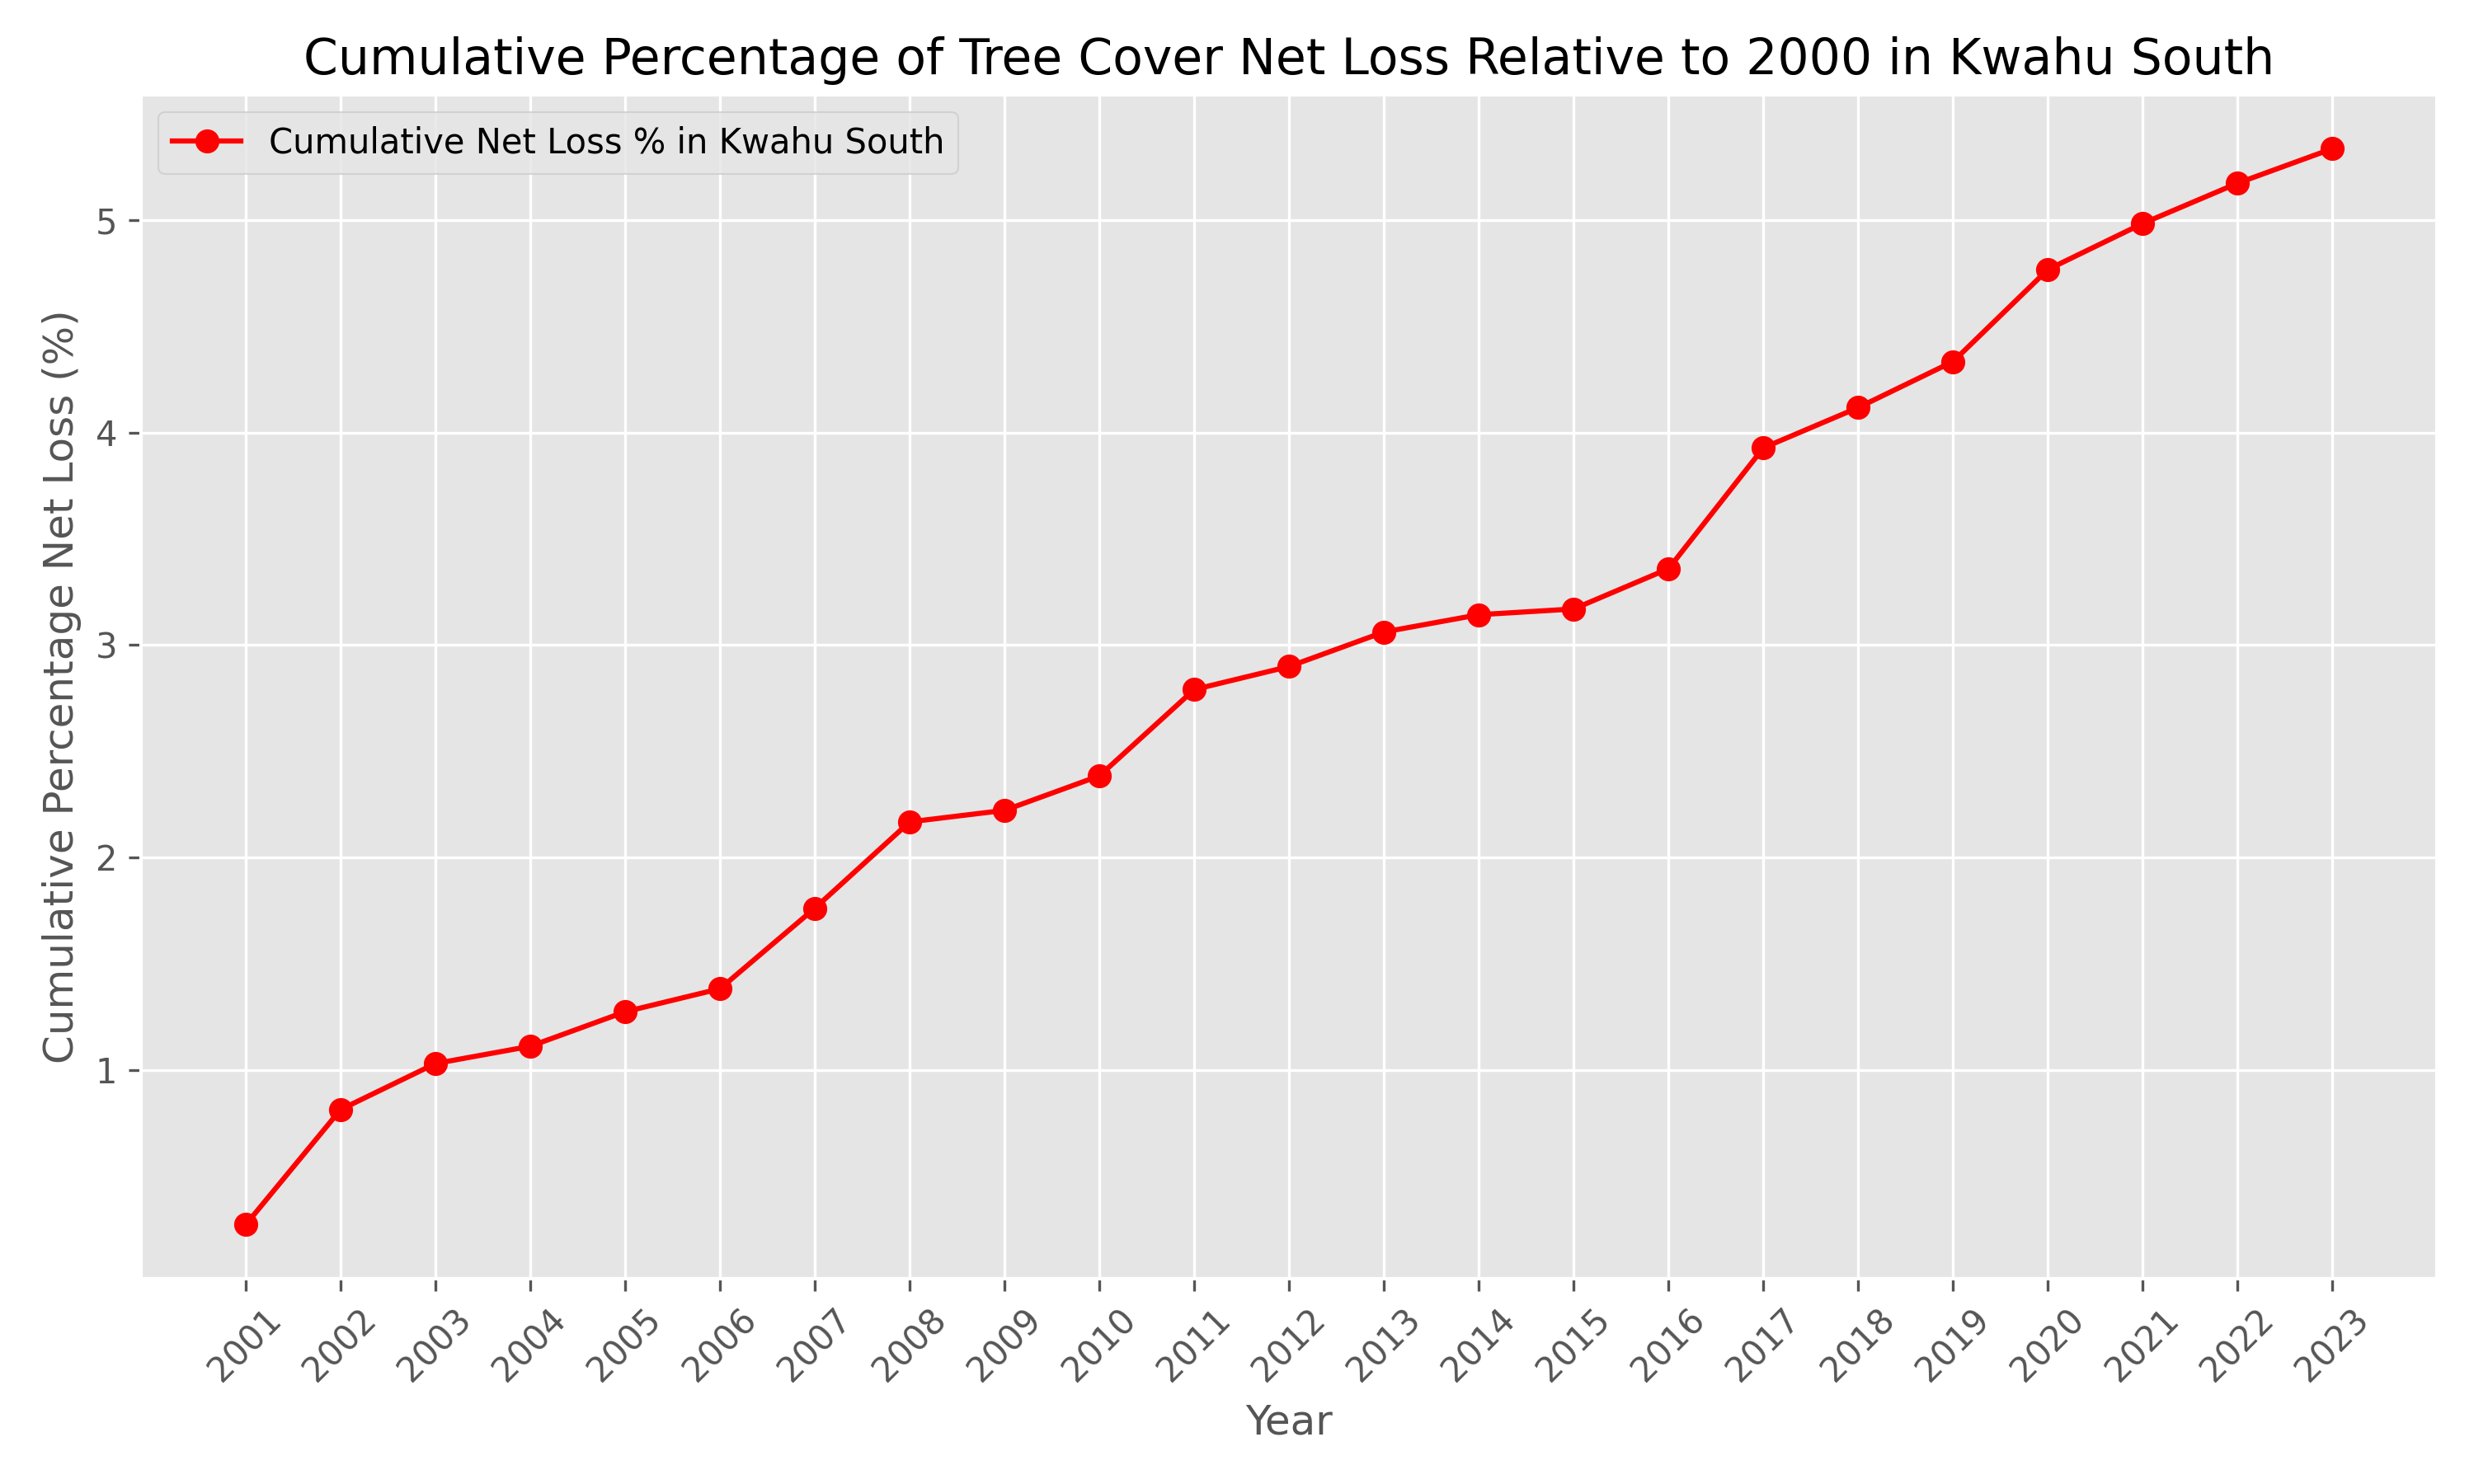 Cumulative Percentage of Tree Cover Net Loss Relative to 2000 in Kwahu South
Cumulative Net Loss % in Kwahu South
Cumulative Percentage Net Loss (%)
5
4
3
2
1
2001 2002 2003 2004 2005 2006 2007 2008 2009 2010 2011 2012 2013 2014 2015 2016 2017 2018 2019 2020 2021 2022 2023
Year